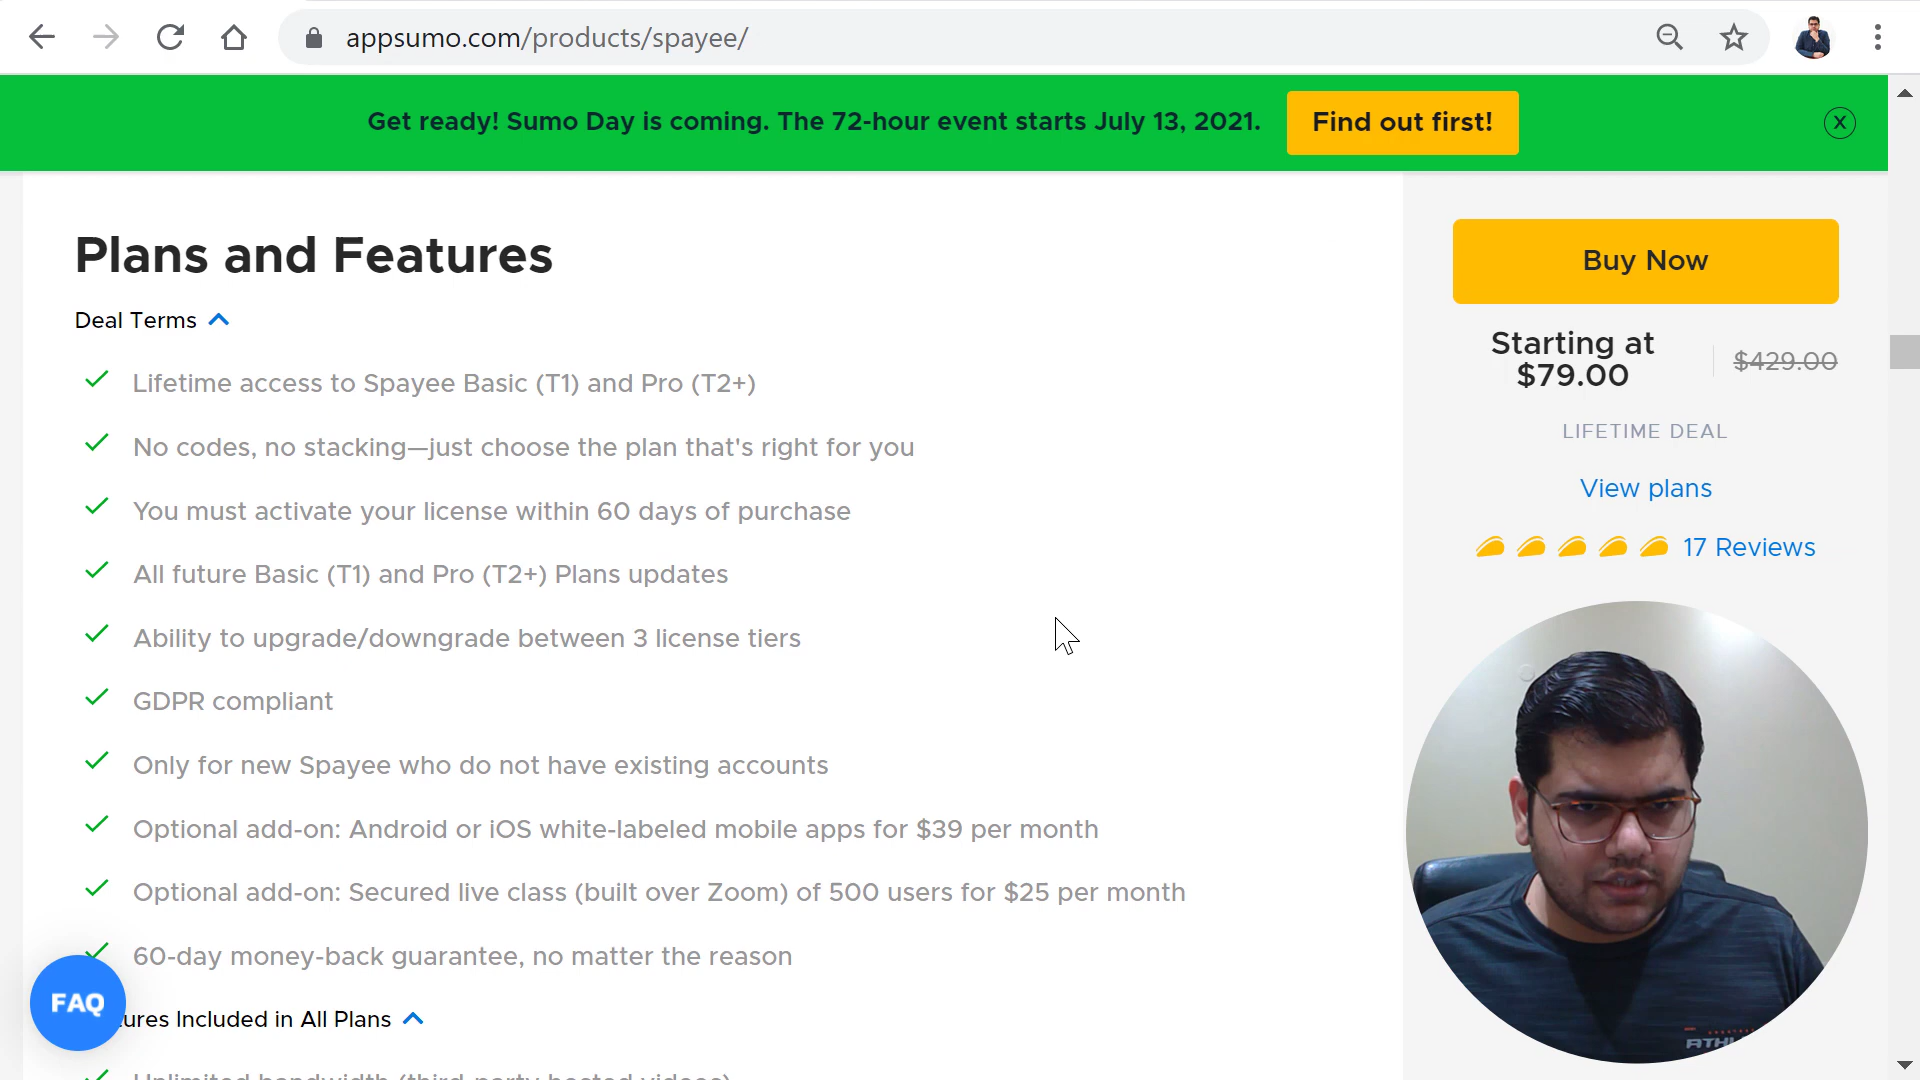 appsumo.com/products/spayee/
Get ready! Sumo Day is coming. The 72-hour event starts July 13, 2021.
Find out first!
X
Plans and Features
Deal Terms
Lifetime access to Spayee Basic (T1) and Pro (T2+)
No codes, no stacking—just choose the plan that's right for you
You must activate your license within 60 days of purchase
All future Basic (T1) and Pro (T2+) Plans updates
Ability to upgrade/downgrade between 3 license tiers
GDPR compliant
Only for new Spayee who do not have existing accounts
Optional add-on: Android or iOS white-labeled mobile apps for $39 per month
Optional add-on: Secured live class (built over Zoom) of 500 users for $25 per month
60-day money-back guarantee, no matter the reason
FAQ
ures Included in All Plans
Unlimited bandwidth (third-party hosted videos)
Buy Now
Starting at
$79.00
$429.00
LIFETIME DEAL
View plans
17 Reviews